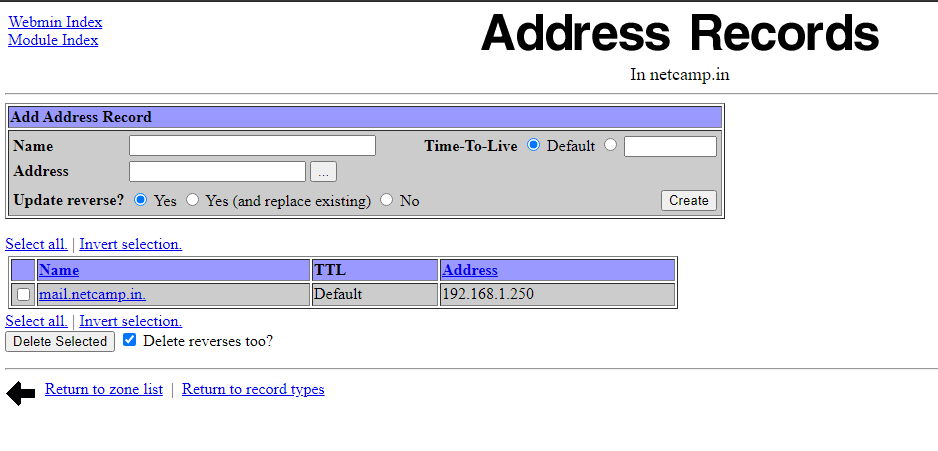 Webmin Index
Module Index
Address Records
In netcamp.in
Add Address Record
Name Time-To-Live Default
Address ...
Update reverse? Yes Yes (and replace existing) No Create
Select all. | Invert selection.
Name TTL Address
mail.netcamp.in. Default 192.168.1.250
Select all. | Invert selection.
Delete Selected Delete reverses too?
Return to zone list | Return to record types